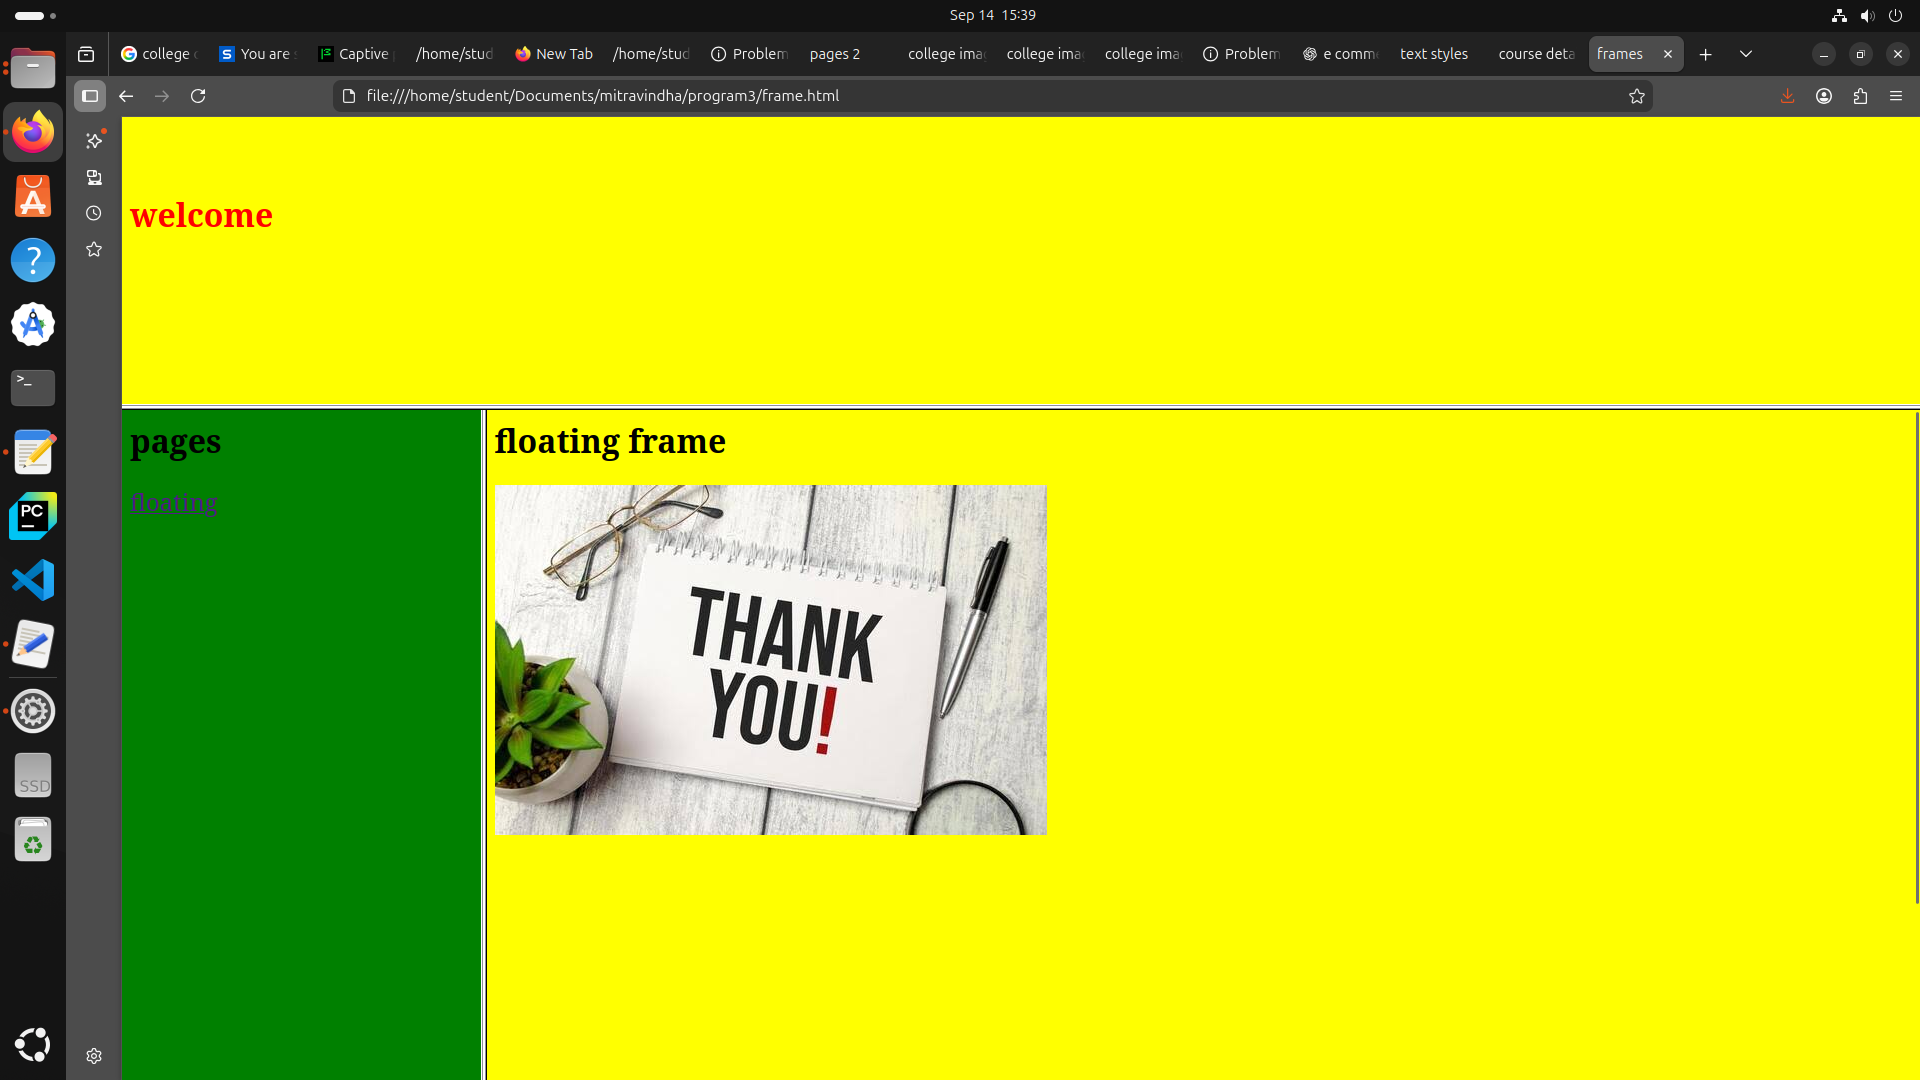 Sep 14 15:39
college
You are
Captive
/home/stud
New Tab
/home/stud
Problem
pages 2
college ima
college ima
college ima
Problem
e comm
text styles
course deta
frames
file:///home/student/Documents/mitravindha/program3/frame.html
welcome
pages
floating
floating frame
THANK
YOU!
PC
SSD